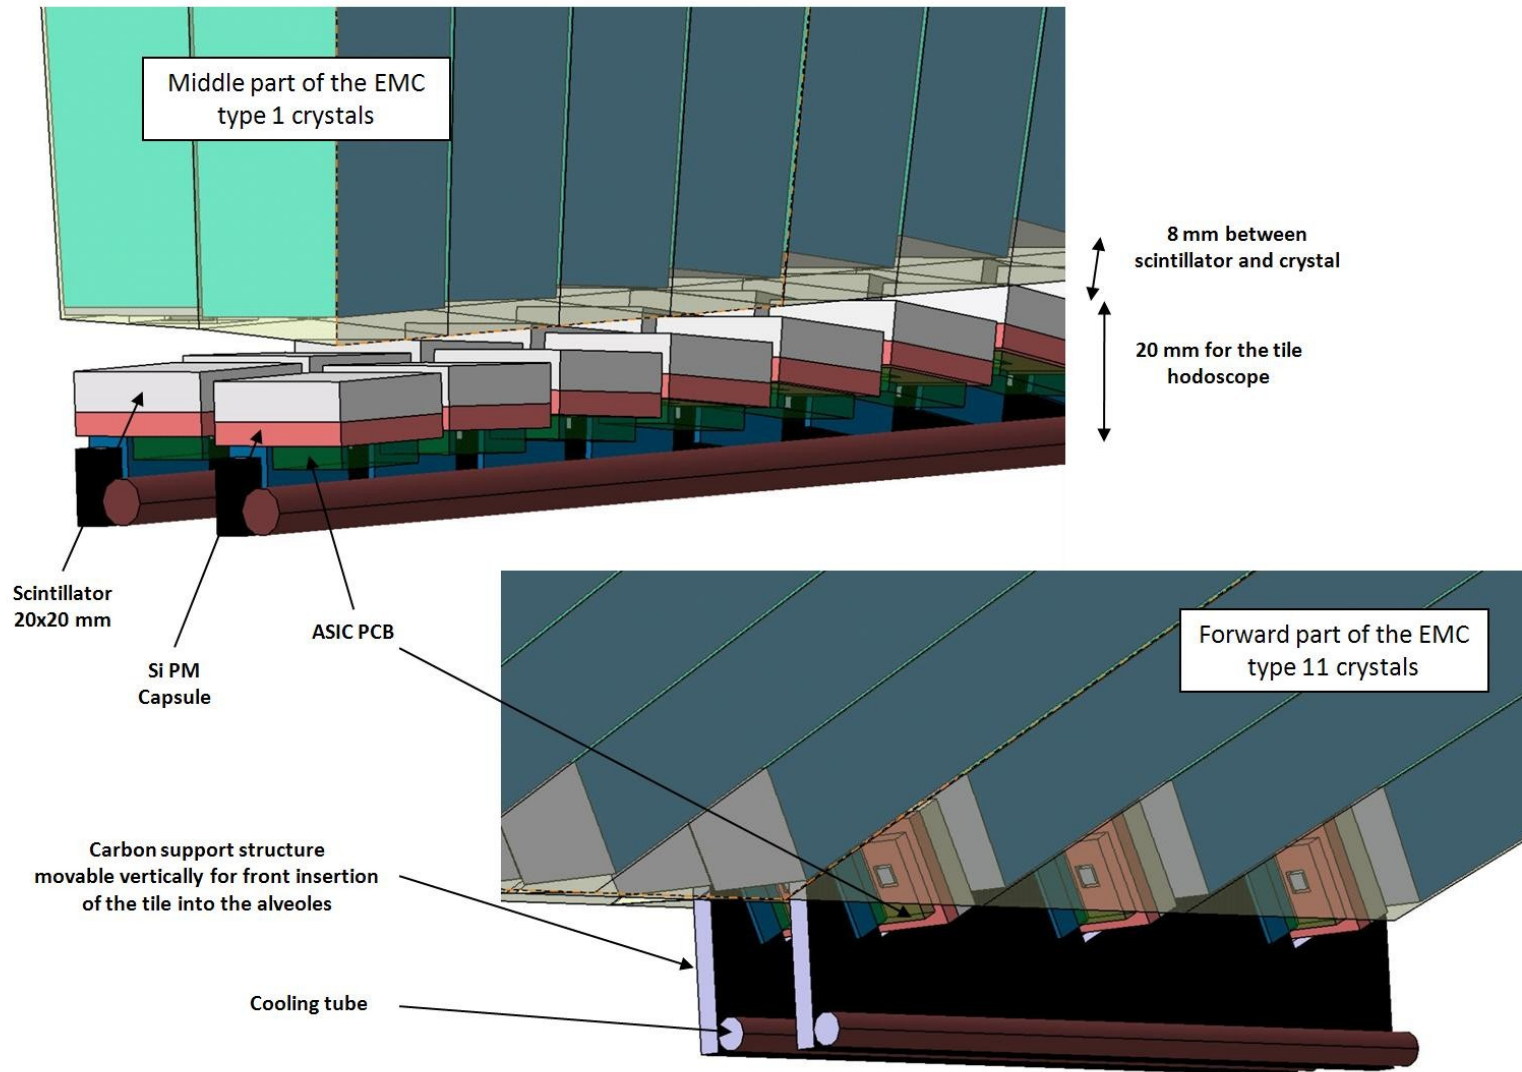 Middle part of the EMC
type 1 crystals
8 mm between
scintillator and crystal
20 mm for the tile
hodoscope
Scintillator
20x20 mm
Si PM
Capsule
ASIC PCB
Forward part of the EMC
type 11 crystals
Carbon support structure
movable vertically for front insertion
of the tile into the alveoles
Cooling tube